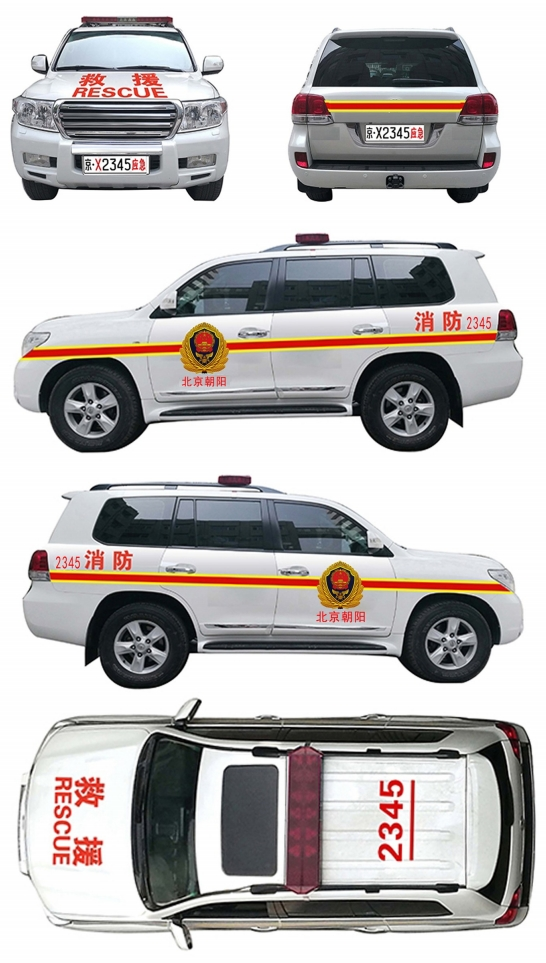 救 援
RESCUE
京·X2345应急
京·X2345应急
消 防 2345
北京朝阳
2345 消 防
北京朝阳
救 援
RESCUE
2345